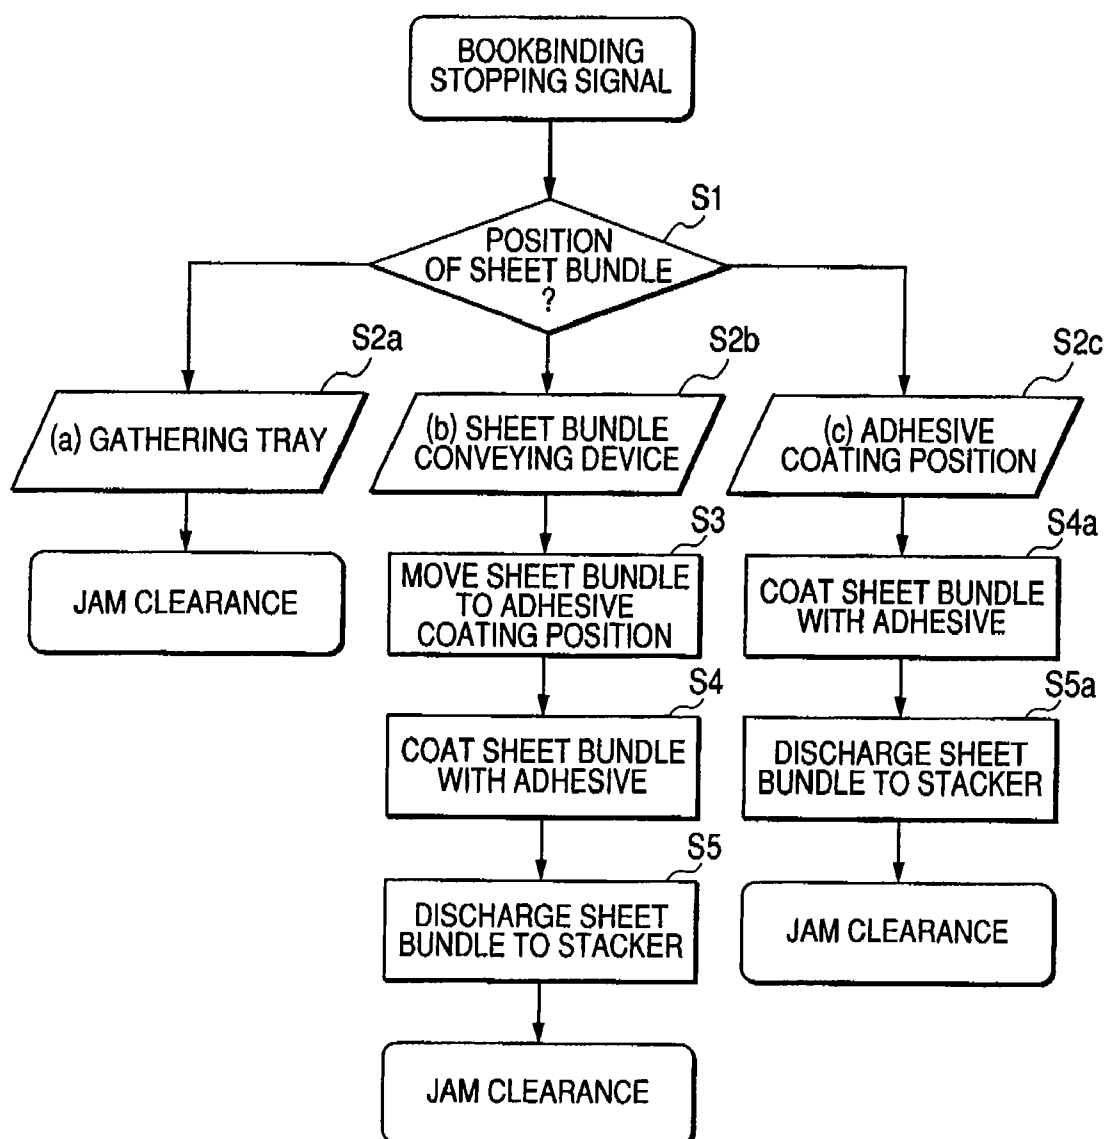 BOOKBINDING
STOPPING SIGNAL
S1
POSITION
OF SHEET BUNDLE
?
S2a
(a) GATHERING TRAY
JAM CLEARANCE
S2b
(b) SHEET BUNDLE
CONVEYING DEVICE
S3
MOVE SHEET BUNDLE
TO ADHESIVE
COATING POSITION
S4
COAT SHEET BUNDLE
WITH ADHESIVE
S5
DISCHARGE SHEET
BUNDLE TO STACKER
JAM CLEARANCE
S2c
(c) ADHESIVE
COATING POSITION
S4a
COAT SHEET BUNDLE
WITH ADHESIVE
S5a
DISCHARGE SHEET
BUNDLE TO STACKER
JAM CLEARANCE